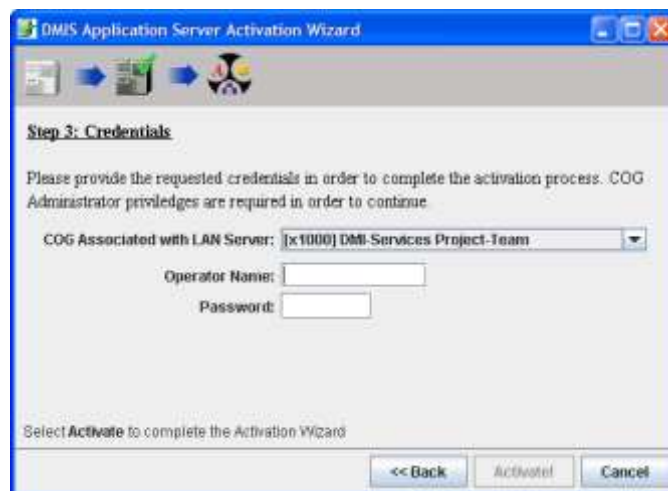 DMIS Application Server Activation Wizard
Step 3: Credentials
Please provide the requested credentials in order to complete the activation process. COG
Administrator priviledges are required in order to continue
COG Associated with LAN Server: [x1000] DMI-Services Project-Team
Operator Name:
Password:
Select Activate to complete the Activation Wizard
<< Back Activate! Cancel